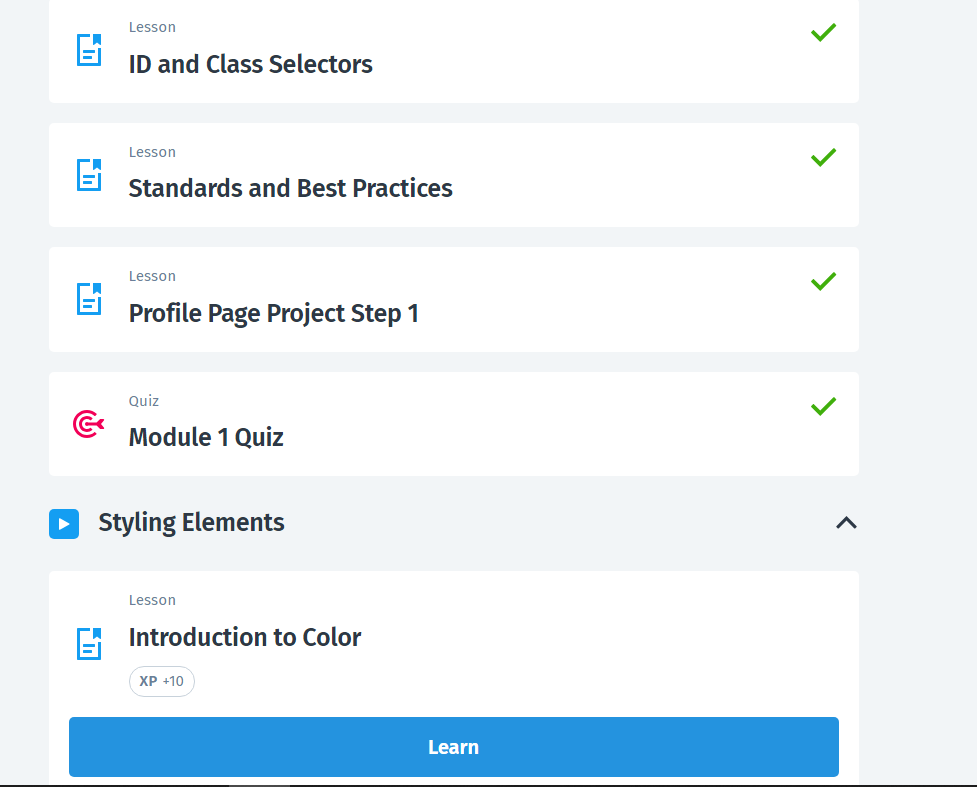 Lesson
ID and Class Selectors
Lesson
Standards and Best Practices
Lesson
Profile Page Project Step 1
Quiz
Module 1 Quiz
Styling Elements
Lesson
Introduction to Color
XP +10
Learn